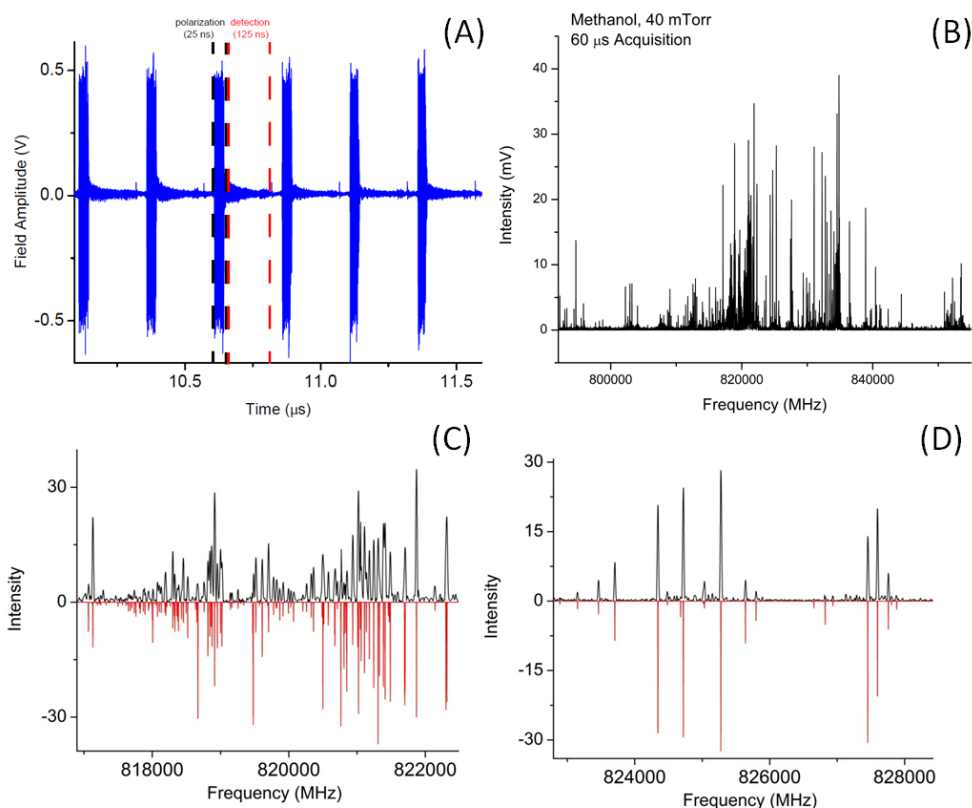 polarization detection
(25 ns) (125 ns)
(A)
0.5
0.0
-0.5
Field Amplitude (V)
10.5 11.0 11.5
Time (μs)
Methanol, 40 mTorr
60 μs Acquisition
(B)
40
30
20
10
0
Intensity (mV)
800000 820000 840000
Frequency (MHz)
(C)
30
0
-30
Intensity
818000 820000 822000
Frequency (MHz)
(D)
30
15
0
-15
-30
Intensity
824000 826000 828000
Frequency (MHz)